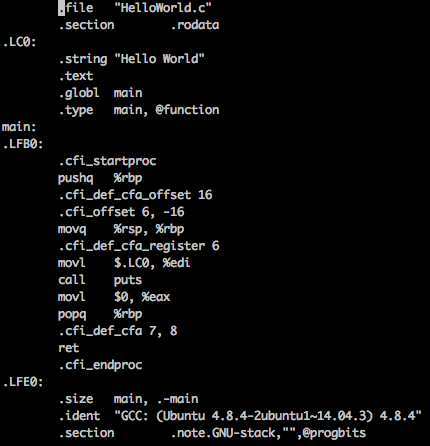 .file "HelloWorld.c"
.section .rodata
.LC0:
.string "Hello World"
.text
.globl main
.type main, @function
main:
.LFB0:
.cfi_startproc
pushq %rbp
.cfi_def_cfa_offset 16
.cfi_offset 6, -16
movq %rsp, %rbp
.cfi_def_cfa_register 6
movl $.LC0, %edi
call puts
movl $0, %eax
popq %rbp
.cfi_def_cfa 7, 8
ret
.cfi_endproc
.LFE0:
.size main, .-main
.ident "GCC: (Ubuntu 4.8.4-2ubuntu1~14.04.3) 4.8.4"
.section .note.GNU-stack,"",@progbits